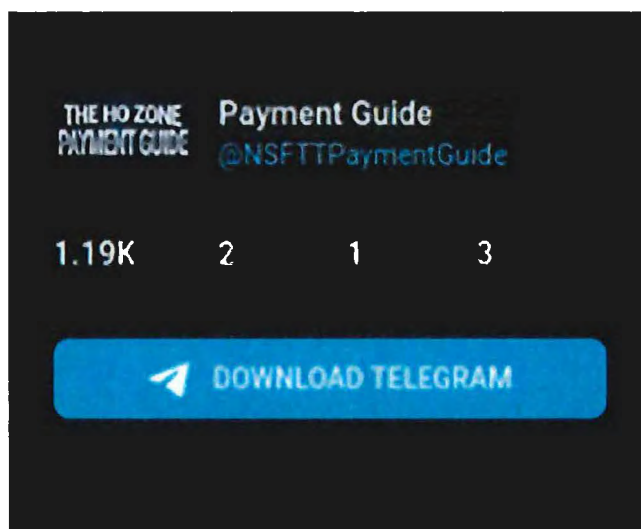 THE HO ZONE
PAYMENT GUIDE
Payment Guide
@NSFTTPaymentGuide
1.19K 2 1 3
DOWNLOAD TELEGRAM